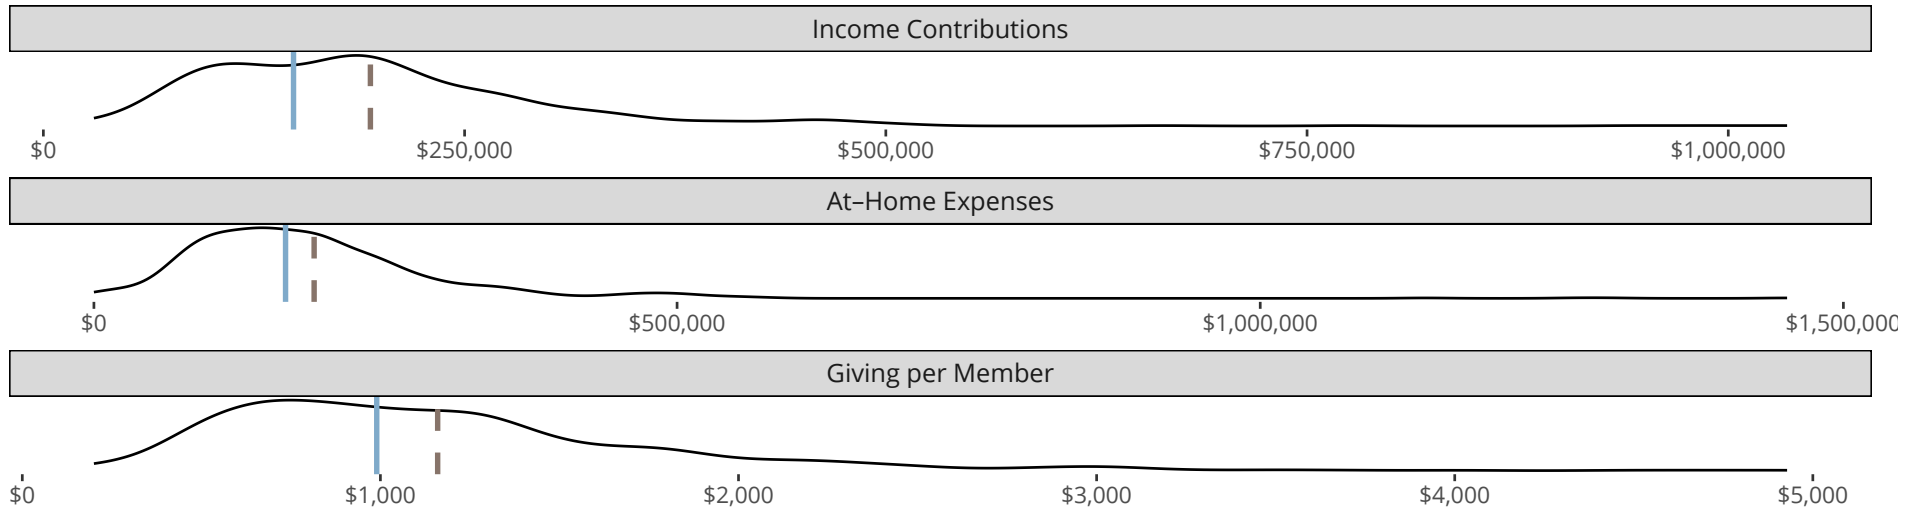 Income Contributions
$0 $250,000 $500,000 $750,000 $1,000,000
At–Home Expenses
$0 $500,000 $1,000,000 $1,500,000
Giving per Member
$0 $1,000 $2,000 $3,000 $4,000 $5,000